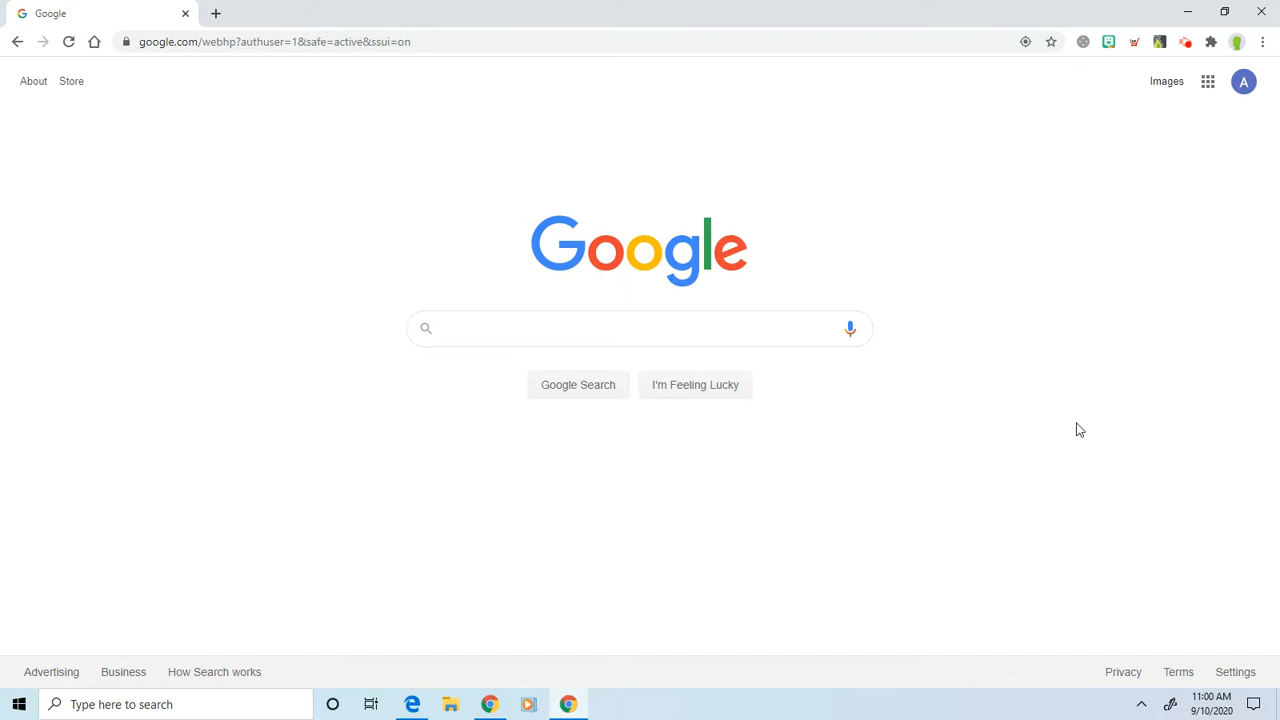 Google
google.com/webhp?authuser=1&safe=active&ssui=on
About Store
Images
A
Google
Google Search I'm Feeling Lucky
Advertising Business How Search works
Privacy Terms Settings
Type here to search
11:00 AM
9/10/2020